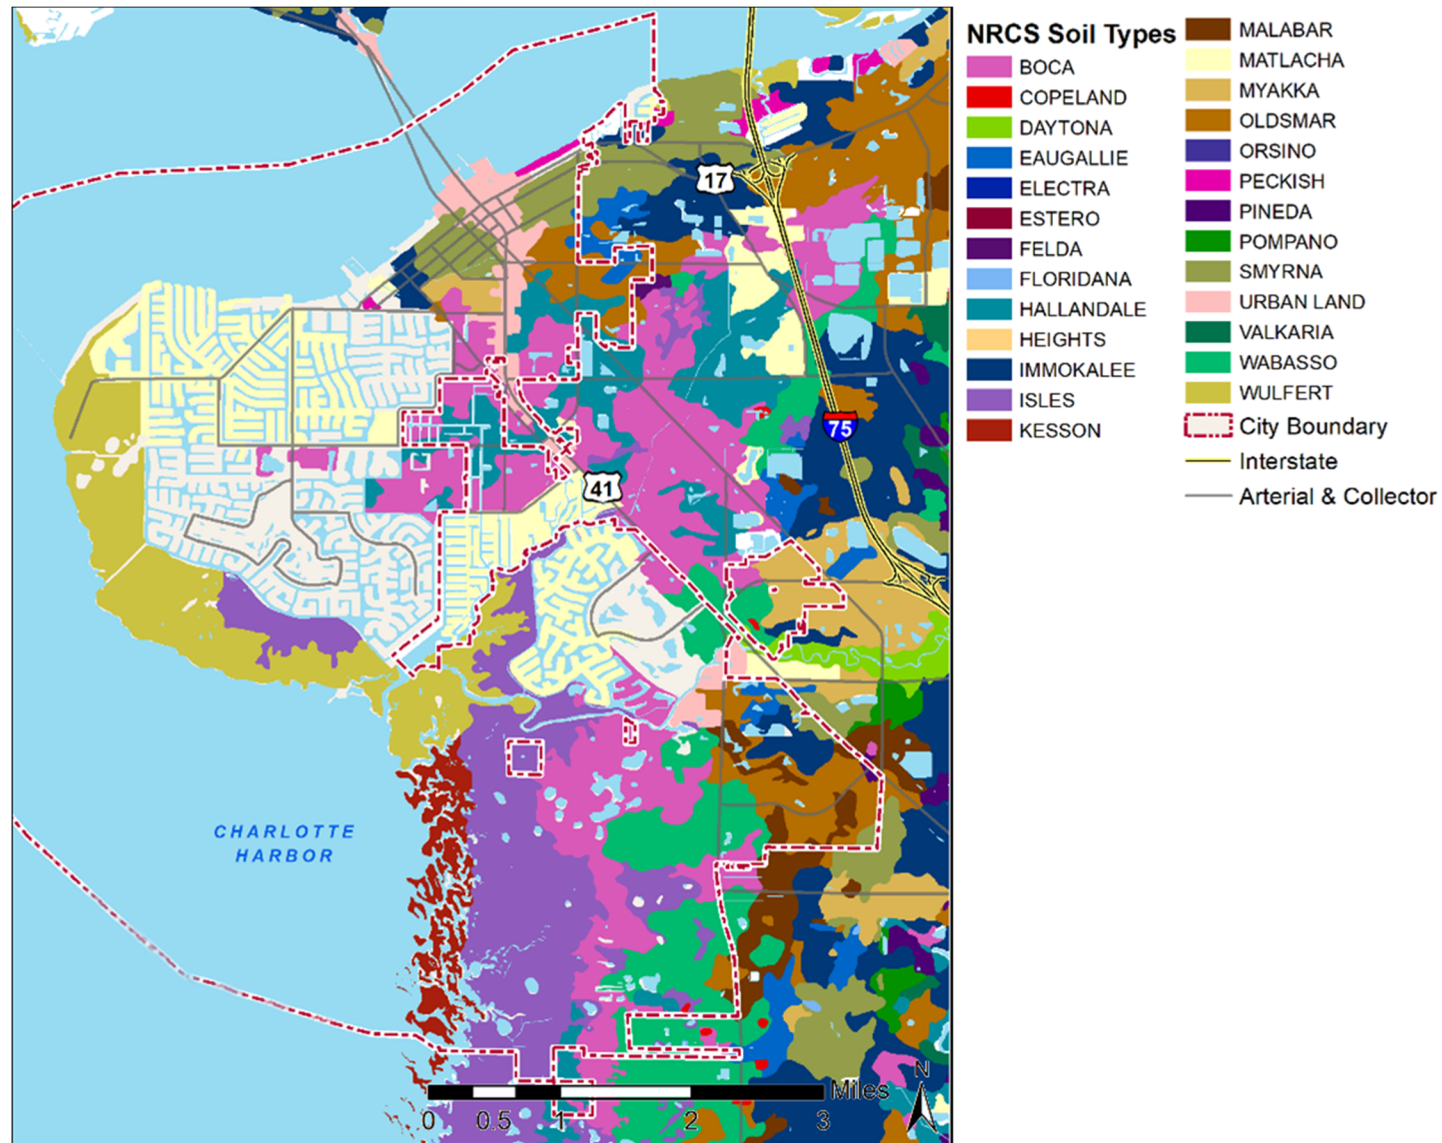 NRCS Soil Types
BOCA
COPELAND
DAYTONA
EAUGALLIE
ELECTRA
ESTERO
FELDA
FLORIDANA
HALLANDALE
HEIGHTS
IMMOKALEE
ISLES
KESSON
MALABAR
MATLACHA
MYAKKA
OLDSMAR
ORSINO
PECKISH
PINEDA
POMPANO
SMYRNA
URBAN LAND
VALKARIA
WABASSO
WULFERT
City Boundary
Interstate
Arterial & Collector
17
75
41
CHARLOTTE
HARBOR
N
Miles
0 0.5 1 2 3